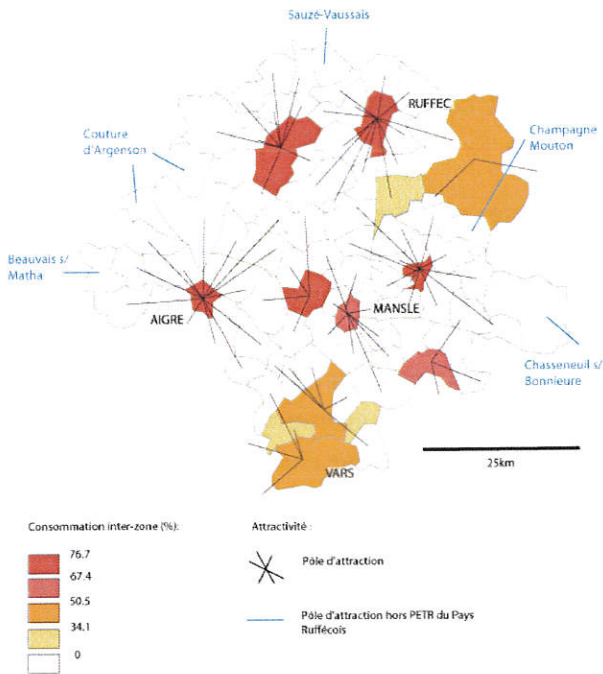 Sauzé-Vaussais
RUFFEC
Couture
d'Argenson
Champagne
Mouton
Beauvais s/
Matha
AIGRE
MANSLE
Chasseneuil s/
Bonnieure
VARS
25km
Consommation inter-zone (%):
76.7
67.4
50.5
34.1
0
Attractivité :
Pôle d'attraction
Pôle d'attraction hors PETR du Pays
Ruffécois